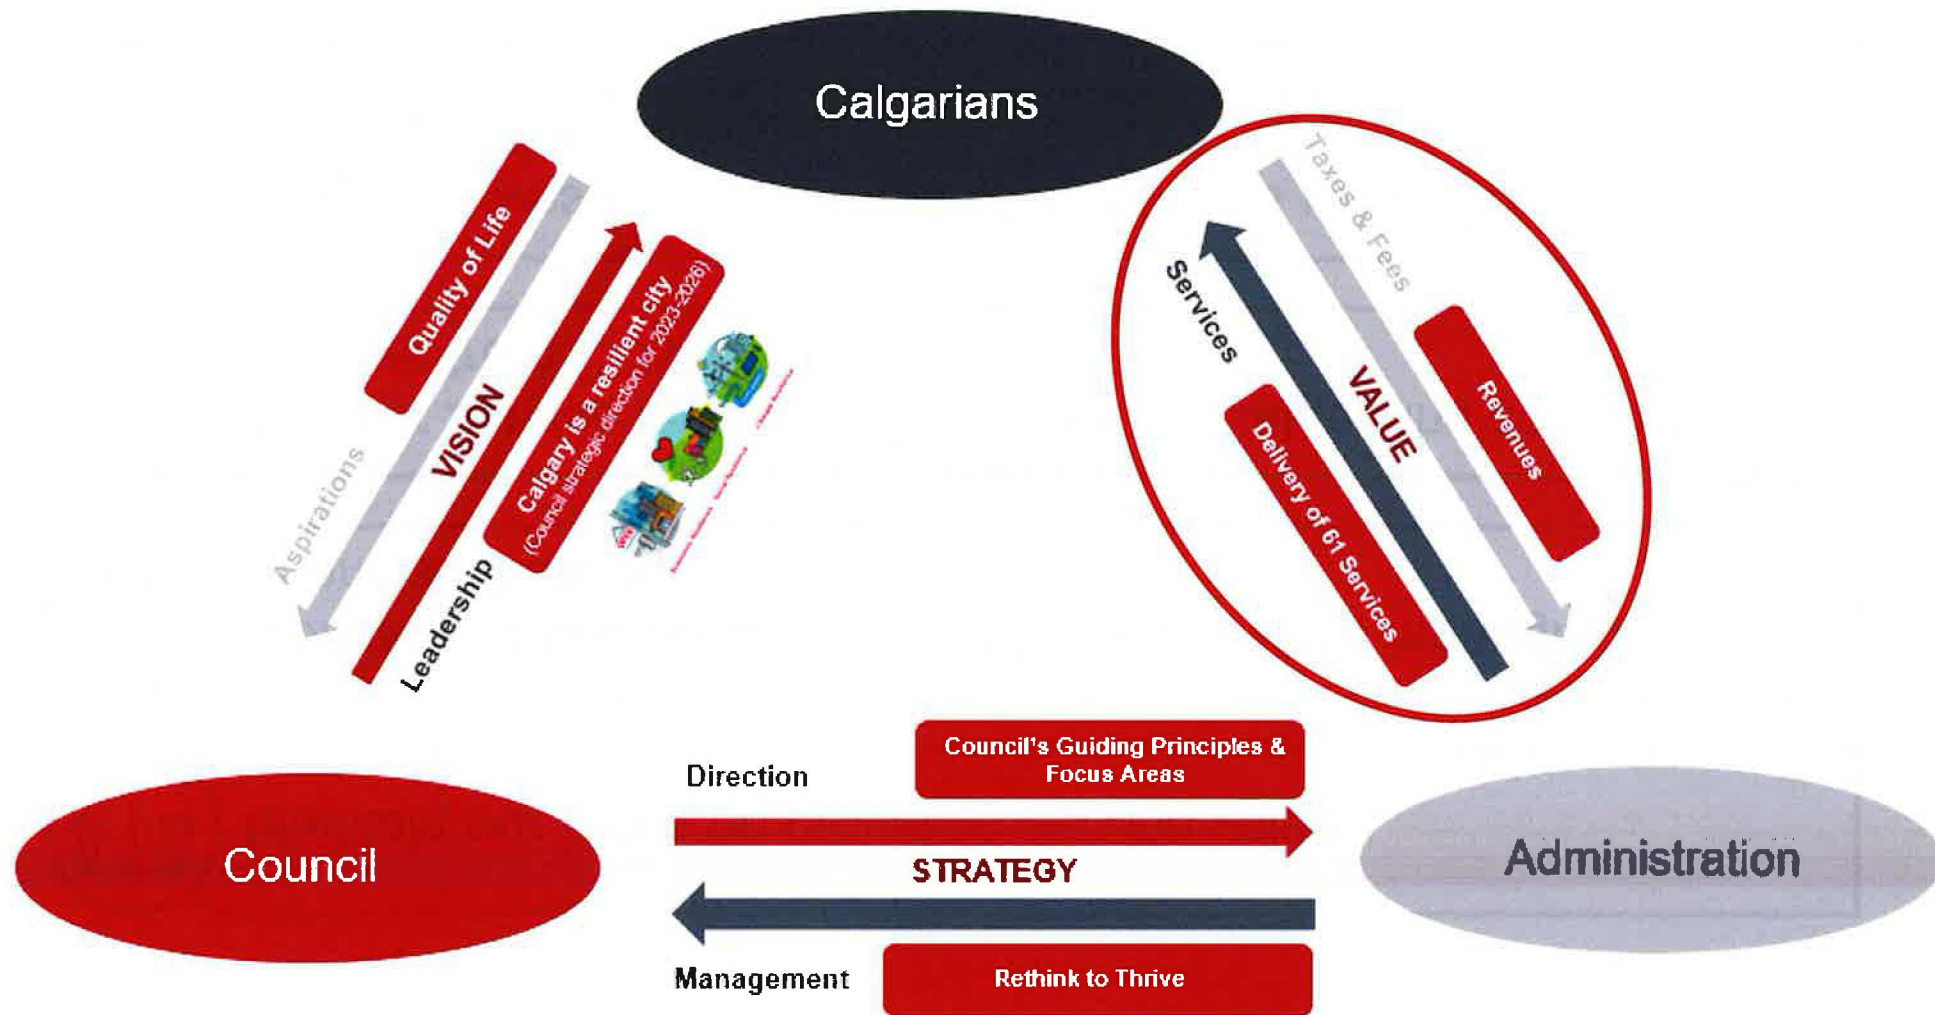 Calgarians
Quality of Life
Aspirations
VISION
Leadership
Calgary is a resilient city
(Council strategic direction for 2023-2026)
Taxes & Fees
Services
VALUE
Revenues
Delivery of 61 Services
Direction
Council's Guiding Principles &
Focus Areas
Council
STRATEGY
Administration
Management
Rethink to Thrive